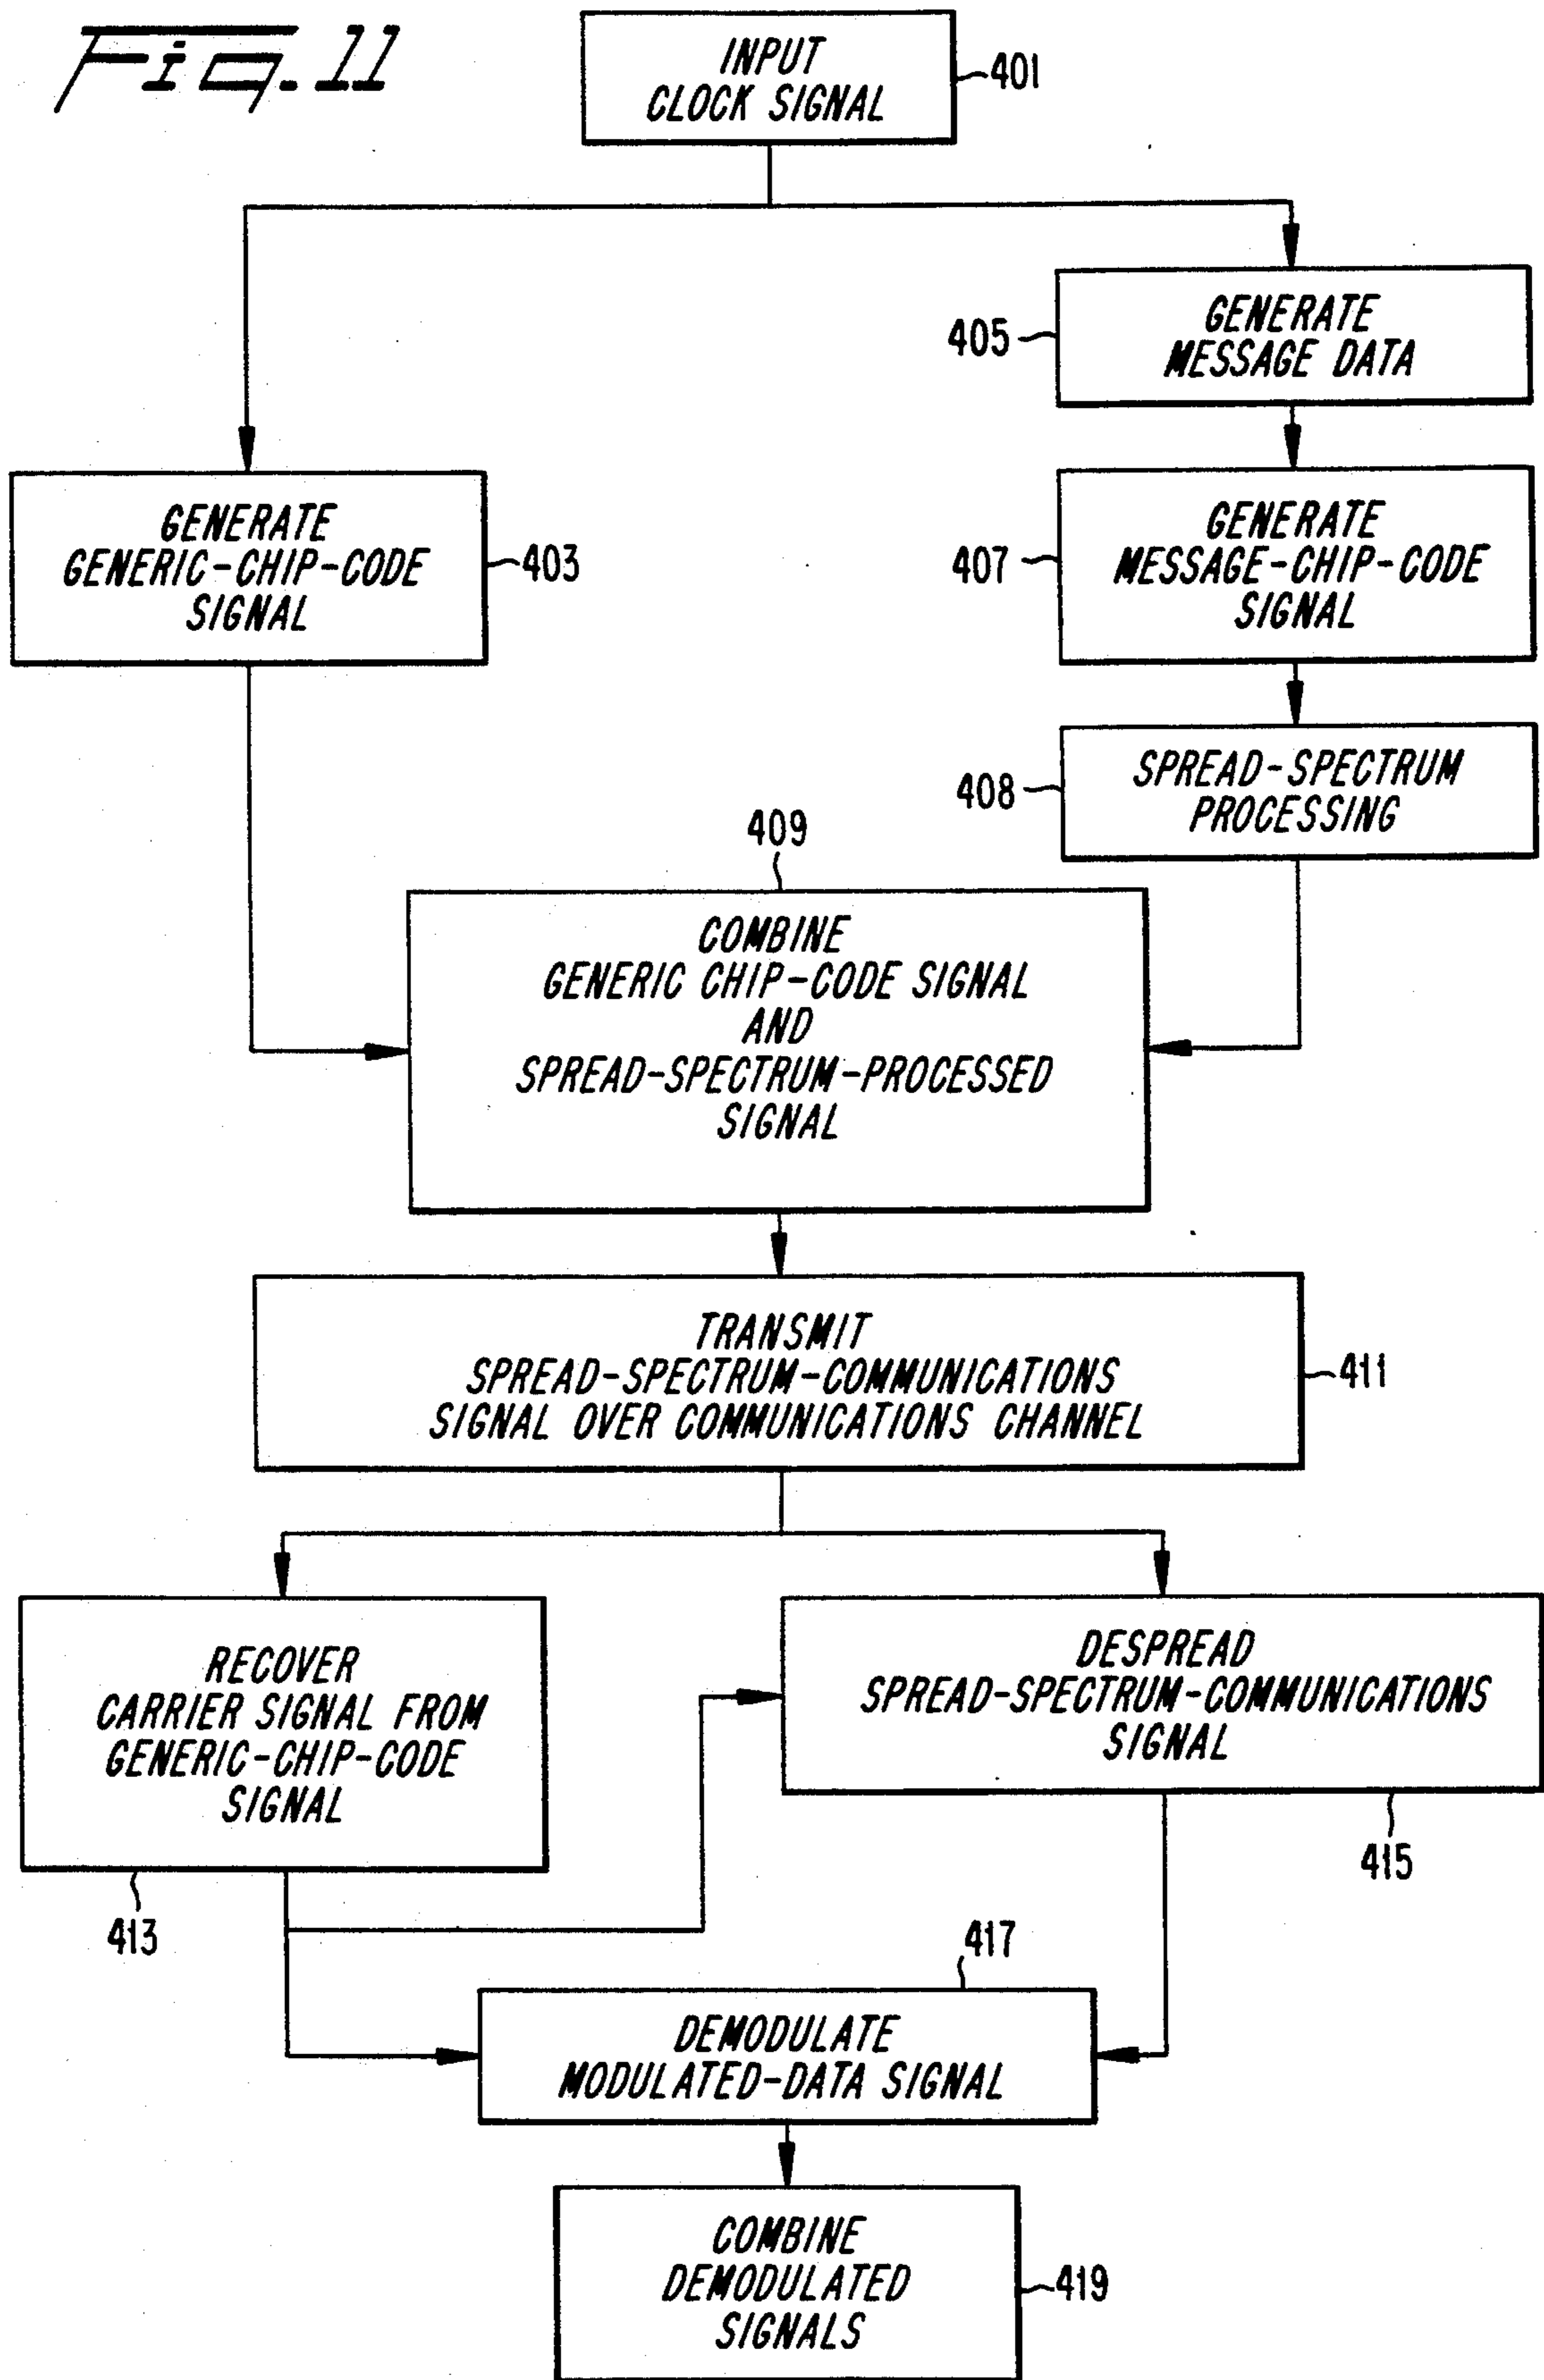 Fig. 11
INPUT
CLOCK SIGNAL
401
GENERATE
MESSAGE DATA
405
GENERATE
GENERIC-CHIP-CODE
SIGNAL
403
GENERATE
MESSAGE-CHIP-CODE
SIGNAL
407
SPREAD-SPECTRUM
PROCESSING
408
409
COMBINE
GENERIC CHIP-CODE SIGNAL
AND
SPREAD-SPECTRUM-PROCESSED
SIGNAL
TRANSMIT
SPREAD-SPECTRUM-COMMUNICATIONS
SIGNAL OVER COMMUNICATIONS CHANNEL
411
RECOVER
CARRIER SIGNAL FROM
GENERIC-CHIP-CODE
SIGNAL
413
DESPREAD
SPREAD-SPECTRUM-COMMUNICATIONS
SIGNAL
415
417
DEMODULATE
MODULATED-DATA SIGNAL
COMBINE
DEMODULATED
SIGNALS
419